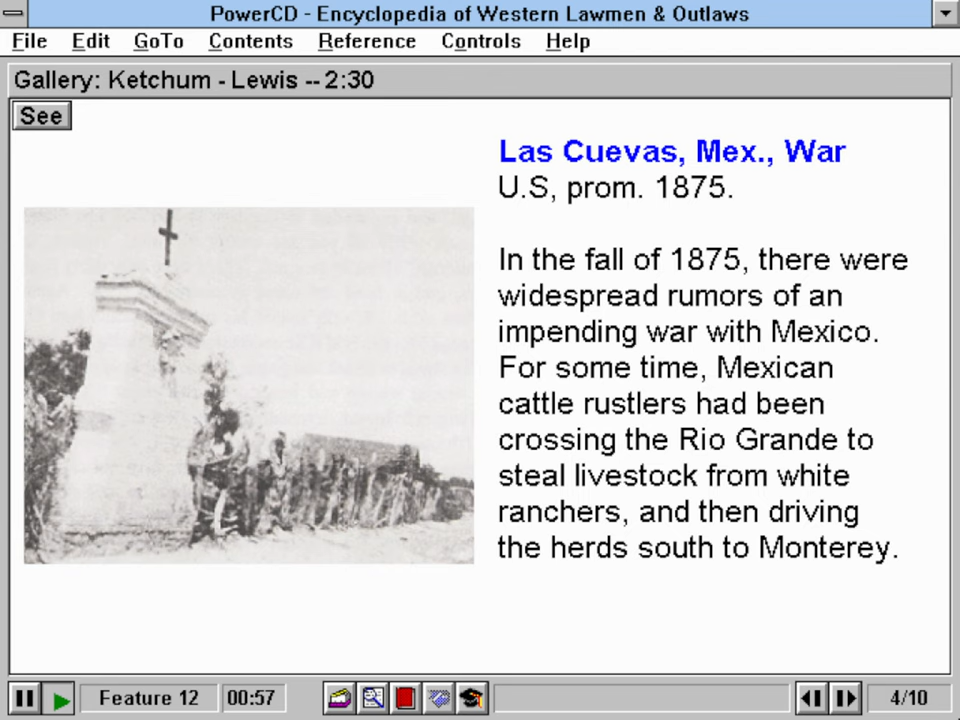 PowerCD - Encyclopedia of Western Lawmen & Outlaws
File Edit GoTo Contents Reference Controls Help
Gallery: Ketchum - Lewis -- 2:30
See
Las Cuevas, Mex., War
U.S, prom. 1875.
In the fall of 1875, there were
widespread rumors of an
impending war with Mexico.
For some time, Mexican
cattle rustlers had been
crossing the Rio Grande to
steal livestock from white
ranchers, and then driving
the herds south to Monterey.
Feature 12 00:57 4/10